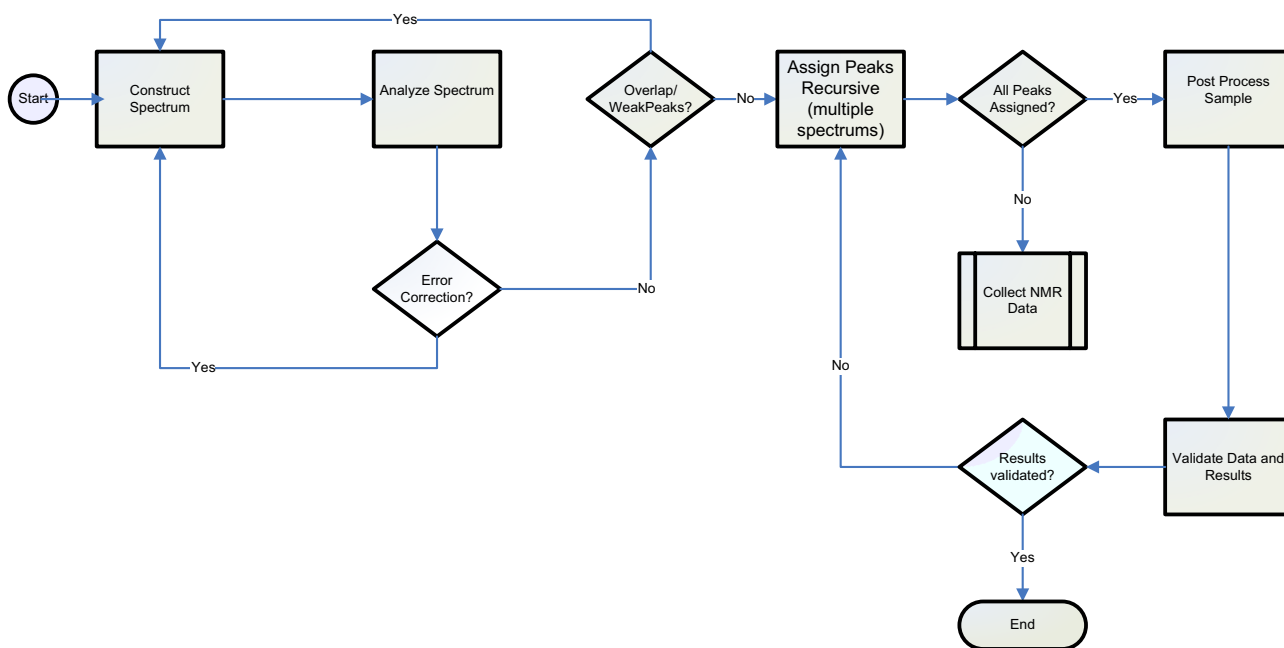 Yes
Start
Construct
Spectrum
Analyze Spectrum
Overlap/
WeakPeaks?
No
Assign Peaks
Recursive
(multiple
spectrums)
All Peaks
Assigned?
Yes
Post Process
Sample
No
Error
Correction?
No
Collect NMR
Data
Yes
No
Results
validated?
Validate Data and
Results
Yes
End